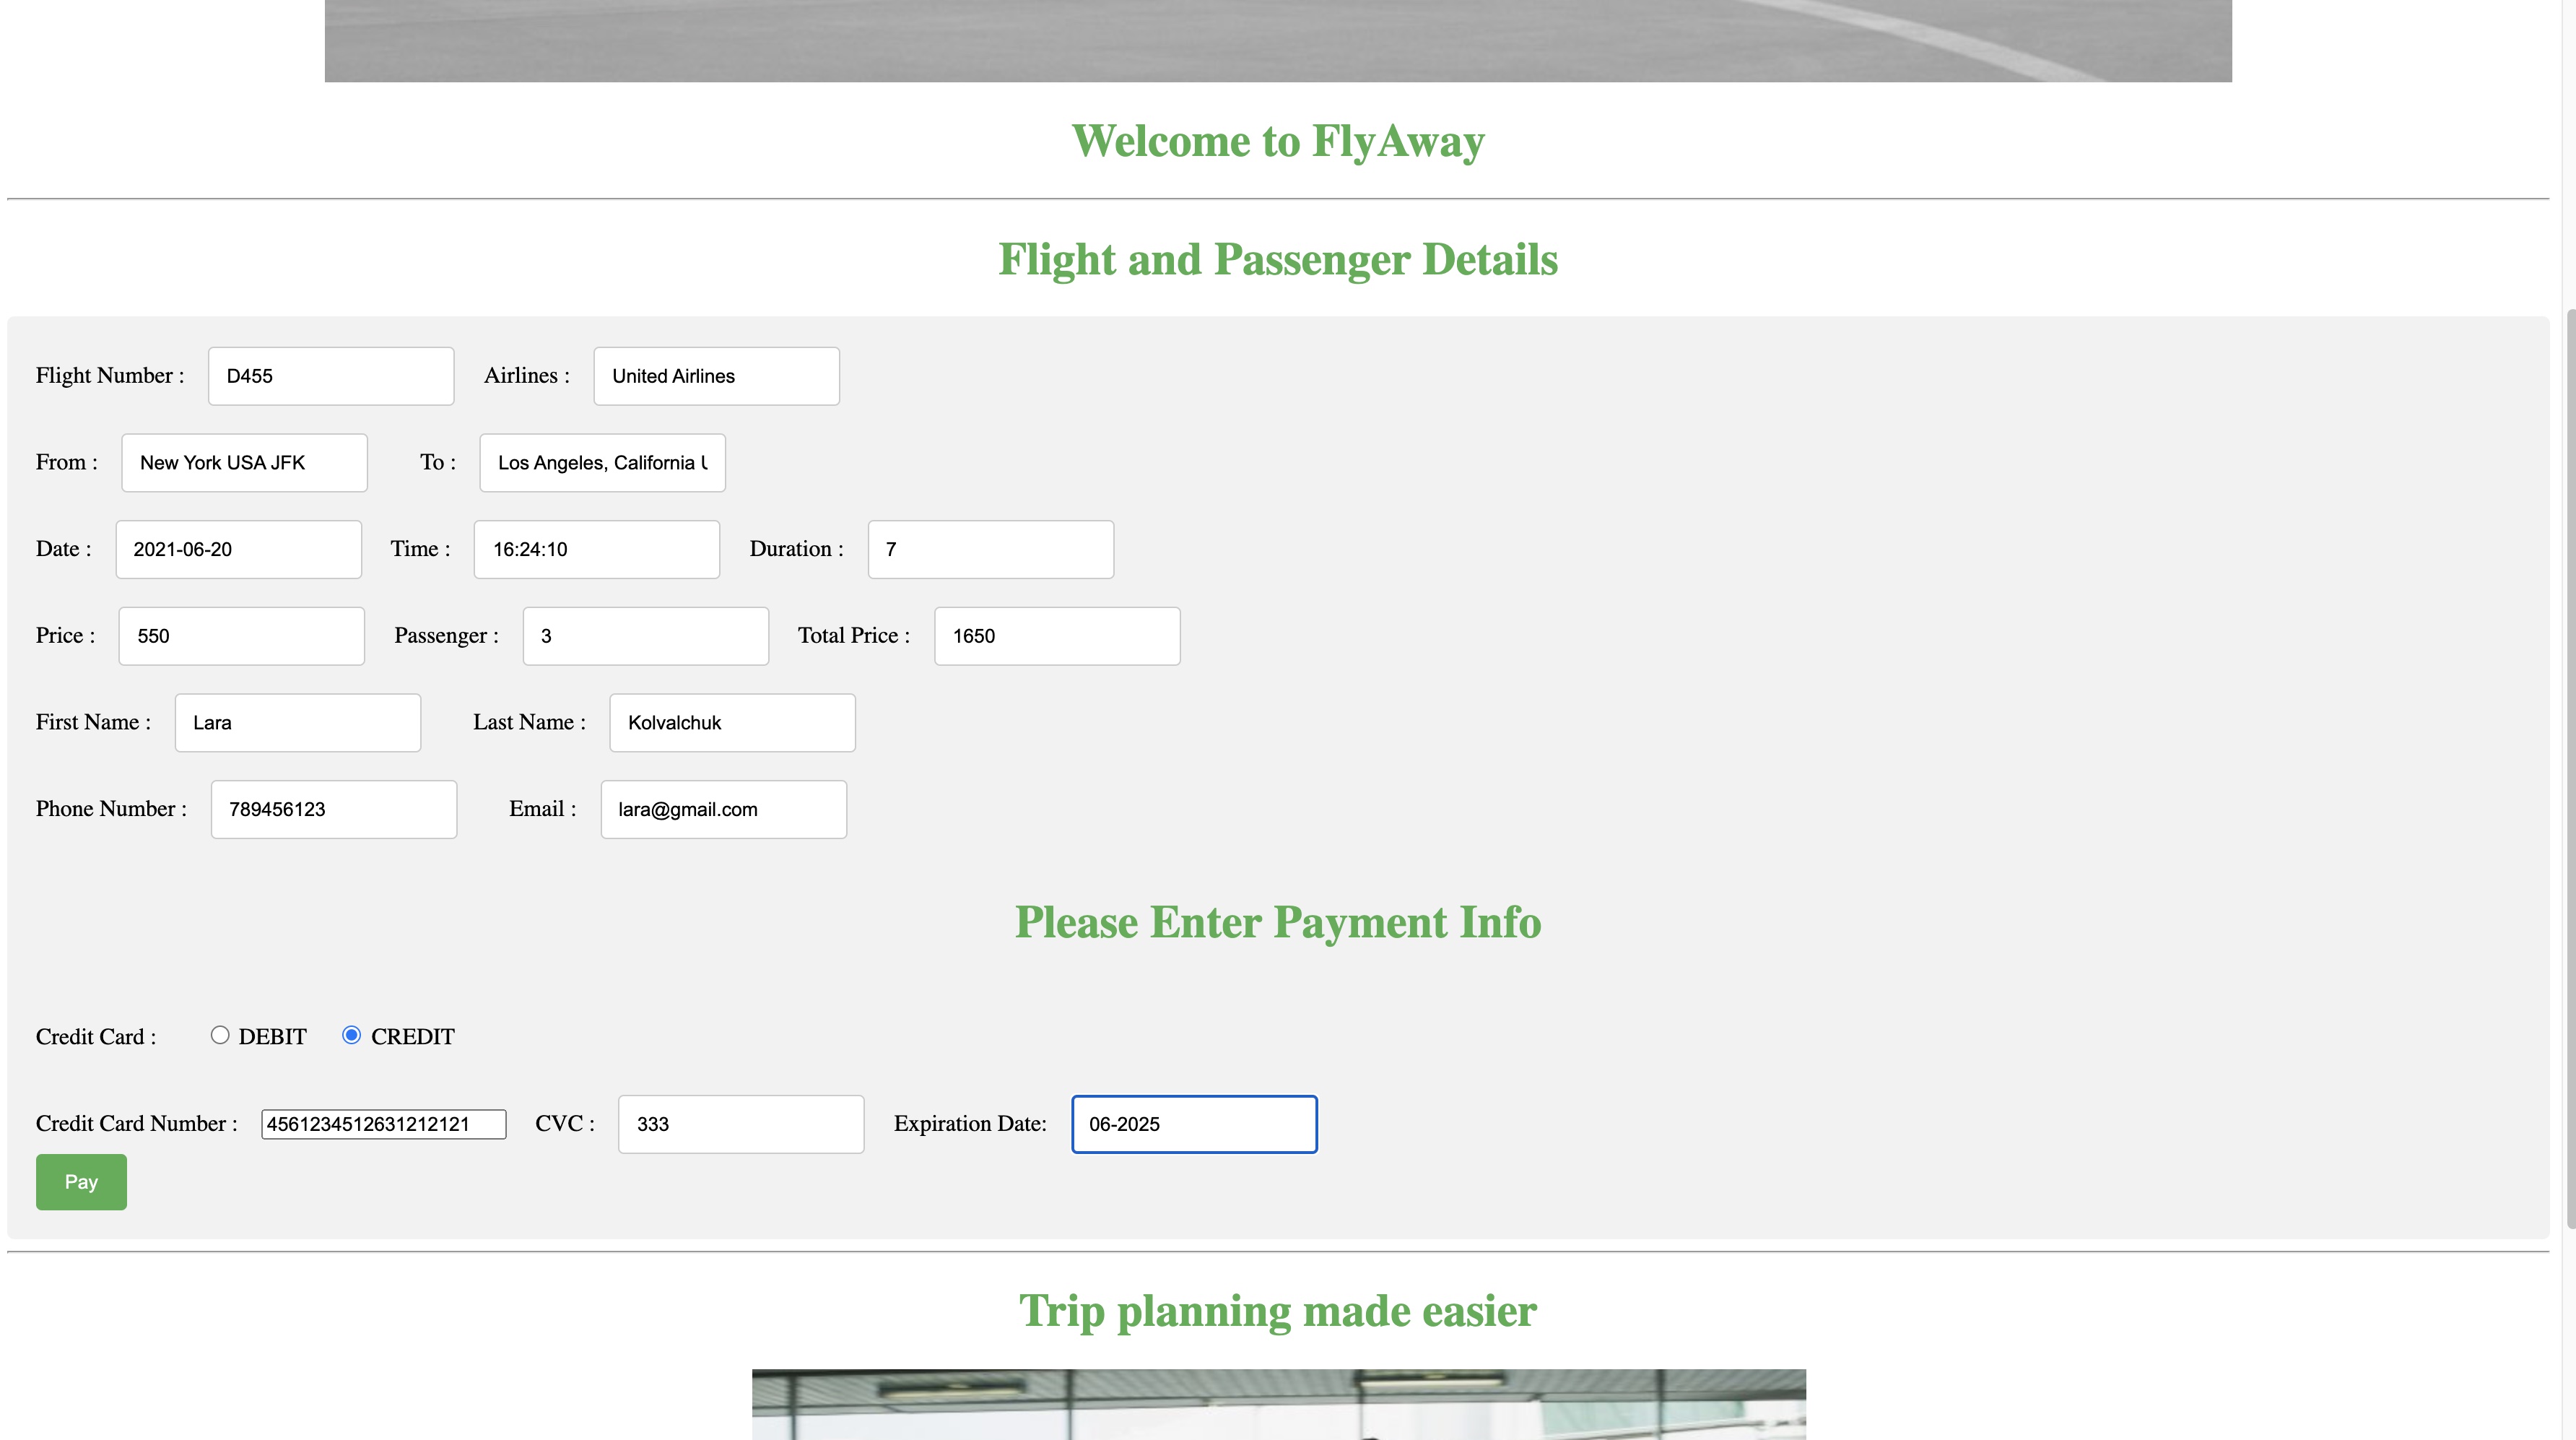 Welcome to FlyAway
Flight and Passenger Details
Flight Number : D455 Airlines : United Airlines
From : New York USA JFK To : Los Angeles, California
Date : 2021-06-20 Time : 16:24:10 Duration : 7
Price : 550 Passenger : 3 Total Price : 1650
First Name : Lara Last Name : Kolvalchuk
Phone Number : 789456123 Email : lara@gmail.com
Please Enter Payment Info
Credit Card : DEBIT CREDIT
Credit Card Number : 4561234512631212121 CVC : 333 Expiration Date: 06-2025
Pay
Trip planning made easier